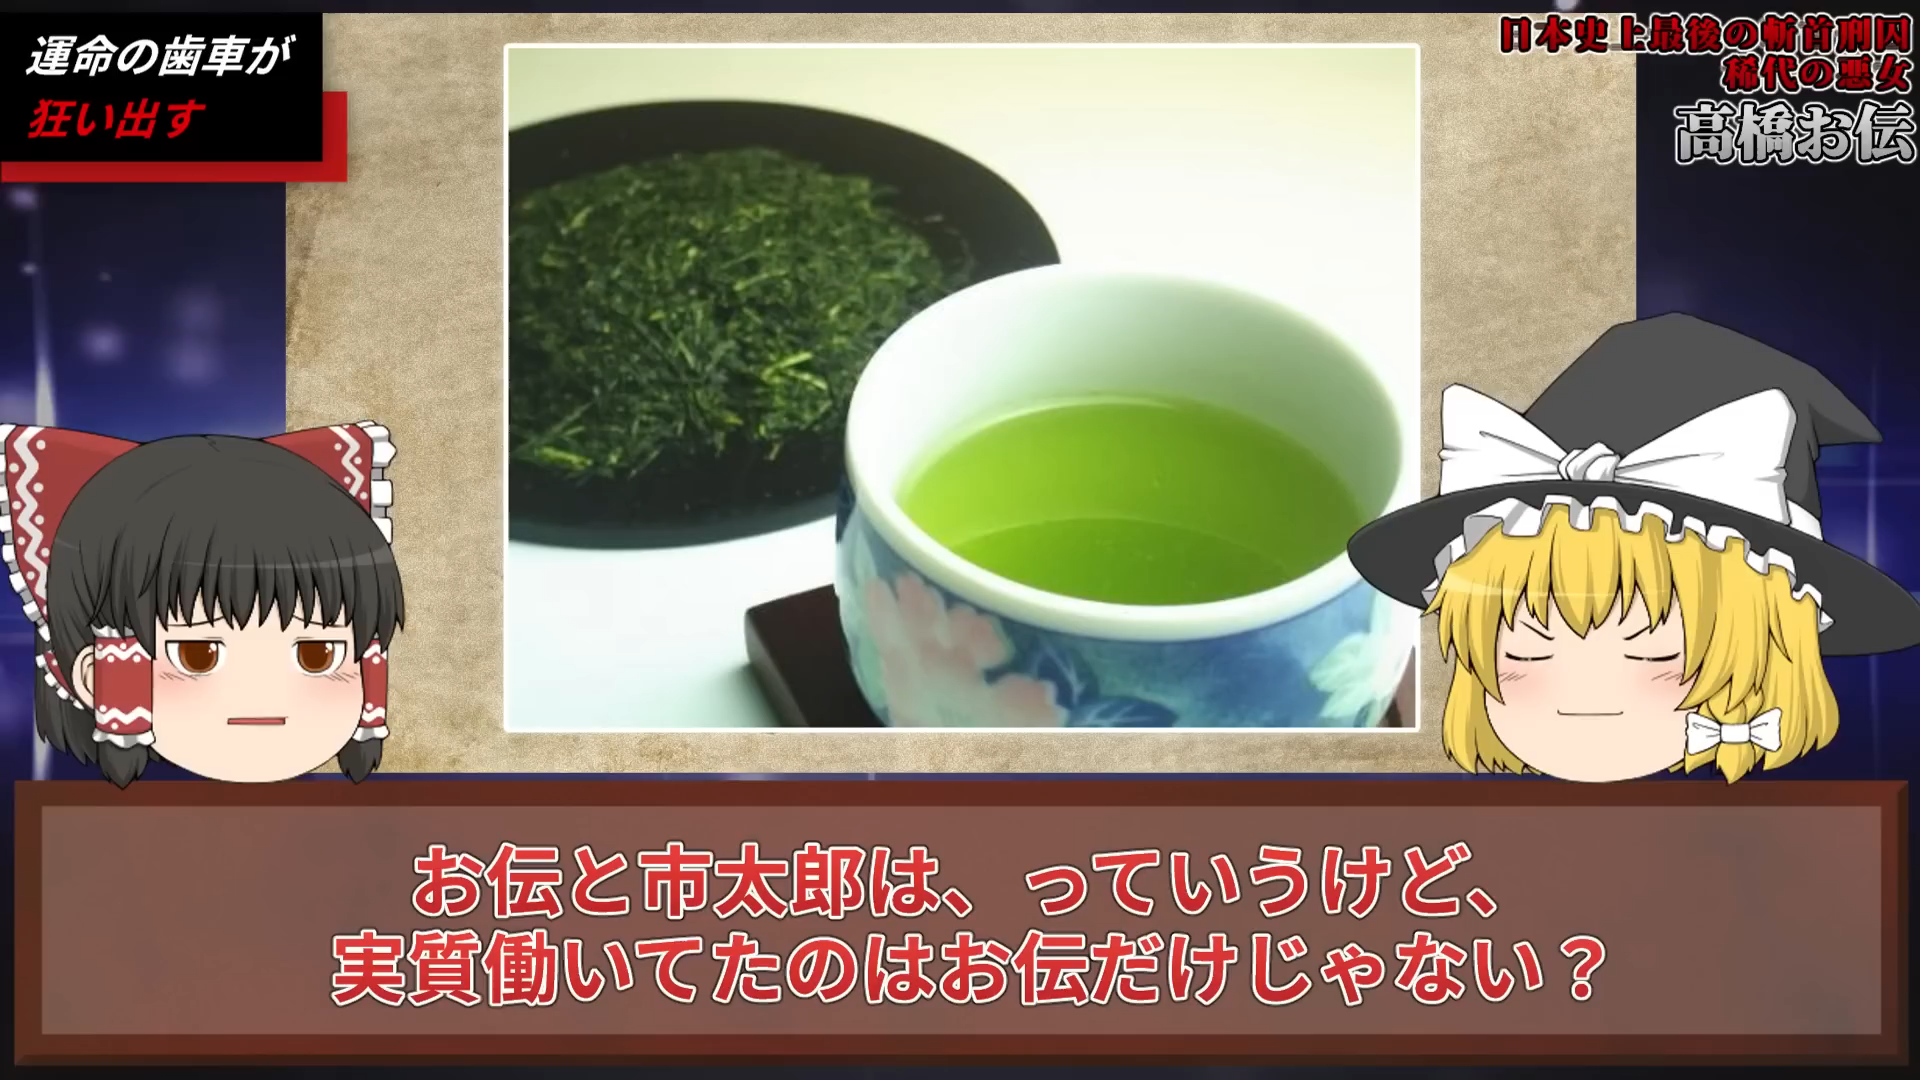 運命の歯車が
狂い出す
日本史上最後の斬首刑囚
稀代の悪女
高橋お伝
お伝と市太郎は、っていうけど、
実質働いてたのはお伝だけじゃない？